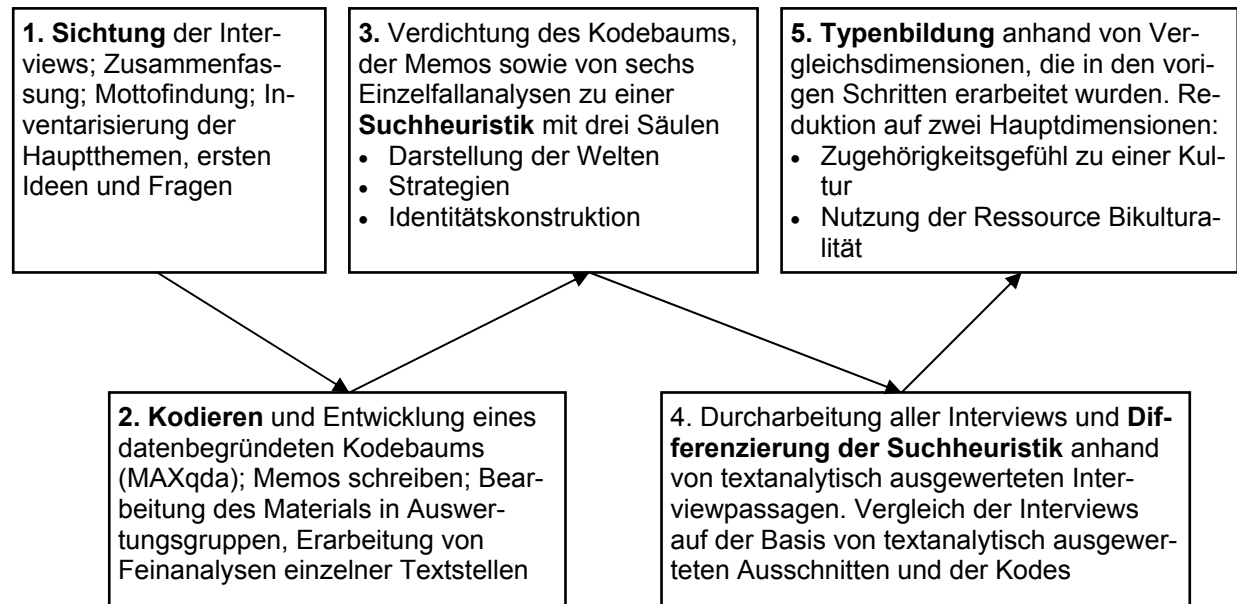 1. Sichtung der Inter-
views; Zusammenfas-
sung; Mottofindung; In-
ventarisierung der
Hauptthemen, ersten
Ideen und Fragen
2. Kodieren und Entwicklung eines
datenbegründeten Kodebaums
(MAXqda); Memos schreiben; Bear-
beitung des Materials in Auswer-
tungsgruppen, Erarbeitung von
Feinanalysen einzelner Textstellen
3. Verdichtung des Kodebaums,
der Memos sowie von sechs
Einzelfallanalysen zu einer
Suchheuristik mit drei Säulen
• Darstellung der Welten
• Strategien
• Identitätskonstruktion
4. Durcharbeitung aller Interviews und Dif-
ferenzierung der Suchheuristik anhand
von textanalytisch ausgewerteten Inter-
viewpassagen. Vergleich der Interviews
auf der Basis von textanalytisch ausgewer-
teten Ausschnitten und der Kodes
5. Typenbildung anhand von Ver-
gleichsdimensionen, die in den vori-
gen Schritten erarbeitet wurden. Re-
duktion auf zwei Hauptdimensionen:
• Zugehörigkeitsgefühl zu einer Kul-
tur
• Nutzung der Ressource Bikultura-
lität